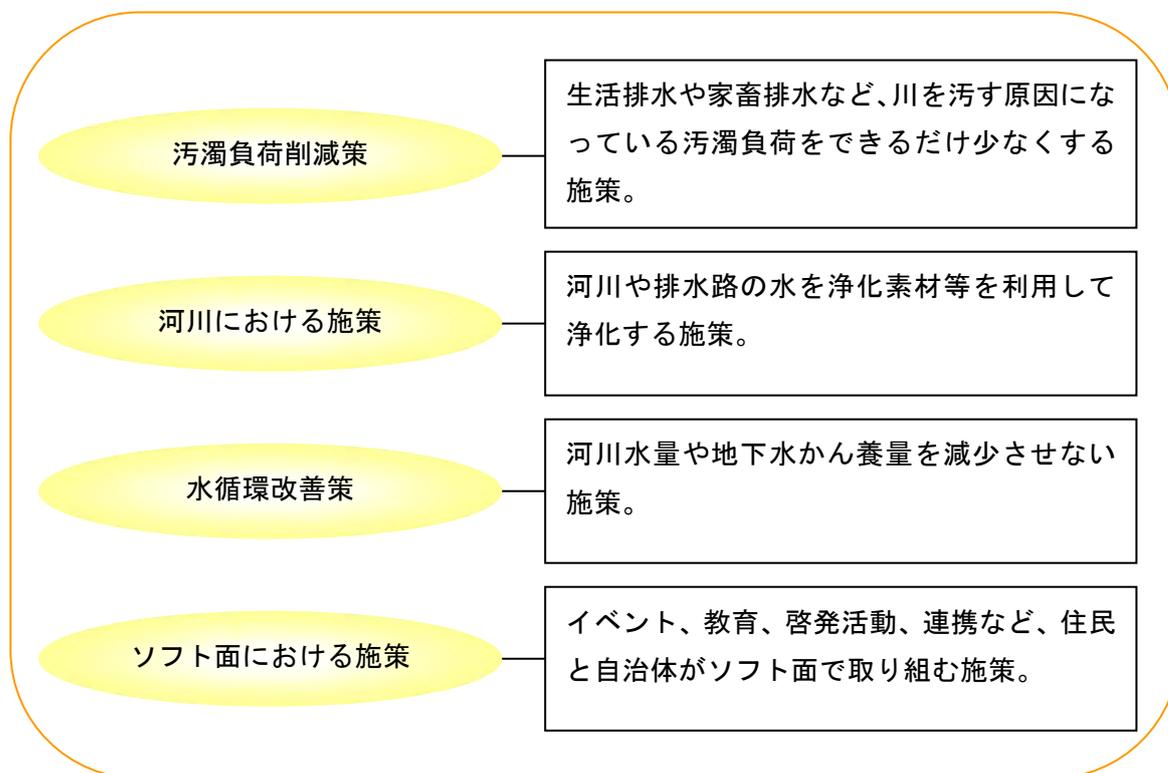 汚濁負荷削減策
生活排水や家畜排水など、川を汚す原因にな
っている汚濁負荷をできるだけ少なくする
施策。
河川における施策
河川や排水路の水を浄化素材等を利用して
浄化する施策。
水循環改善策
河川水量や地下水かん養量を減少させない
施策。
ソフト面における施策
イベント、教育、啓発活動、連携など、住民
と自治体がソフト面で取り組む施策。